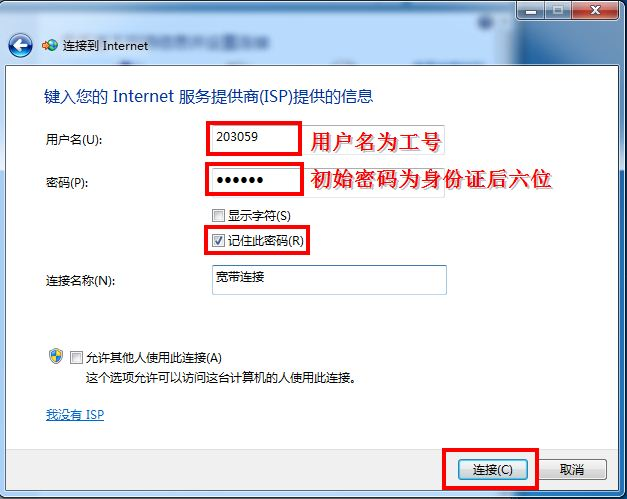 连接到 Internet
键入您的 Internet 服务提供商(ISP)提供的信息
用户名(U):
203059
用户名为工号
密码(P):
●●●●●●
初始密码为身份证后六位
显示字符(S)
记住此密码(R)
连接名称(N):
宽带连接
允许其他人使用此连接(A)
这个选项允许可以访问这台计算机的人使用此连接。
我没有 ISP
连接(C)
取消